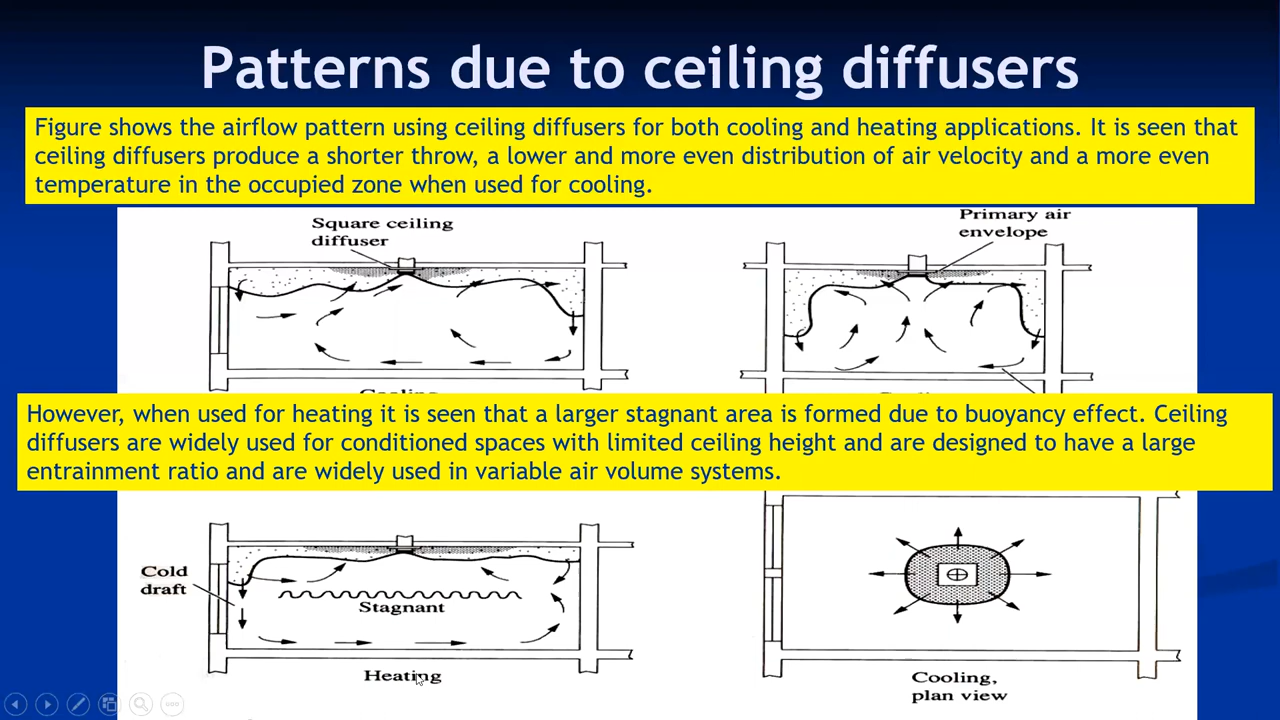 Patterns due to ceiling diffusers
Figure shows the airflow pattern using ceiling diffusers for both cooling and heating applications. It is seen that
ceiling diffusers produce a shorter throw, a lower and more even distribution of air velocity and a more even
temperature in the occupied zone when used for cooling.
Square ceiling
diffuser
Primary air
envelope
However, when used for heating it is seen that a larger stagnant area is formed due to buoyancy effect. Ceiling
diffusers are widely used for conditioned spaces with limited ceiling height and are designed to have a large
entrainment ratio and are widely used in variable air volume systems.
Cold
draft
Stagnant
Heating
Cooling,
plan view